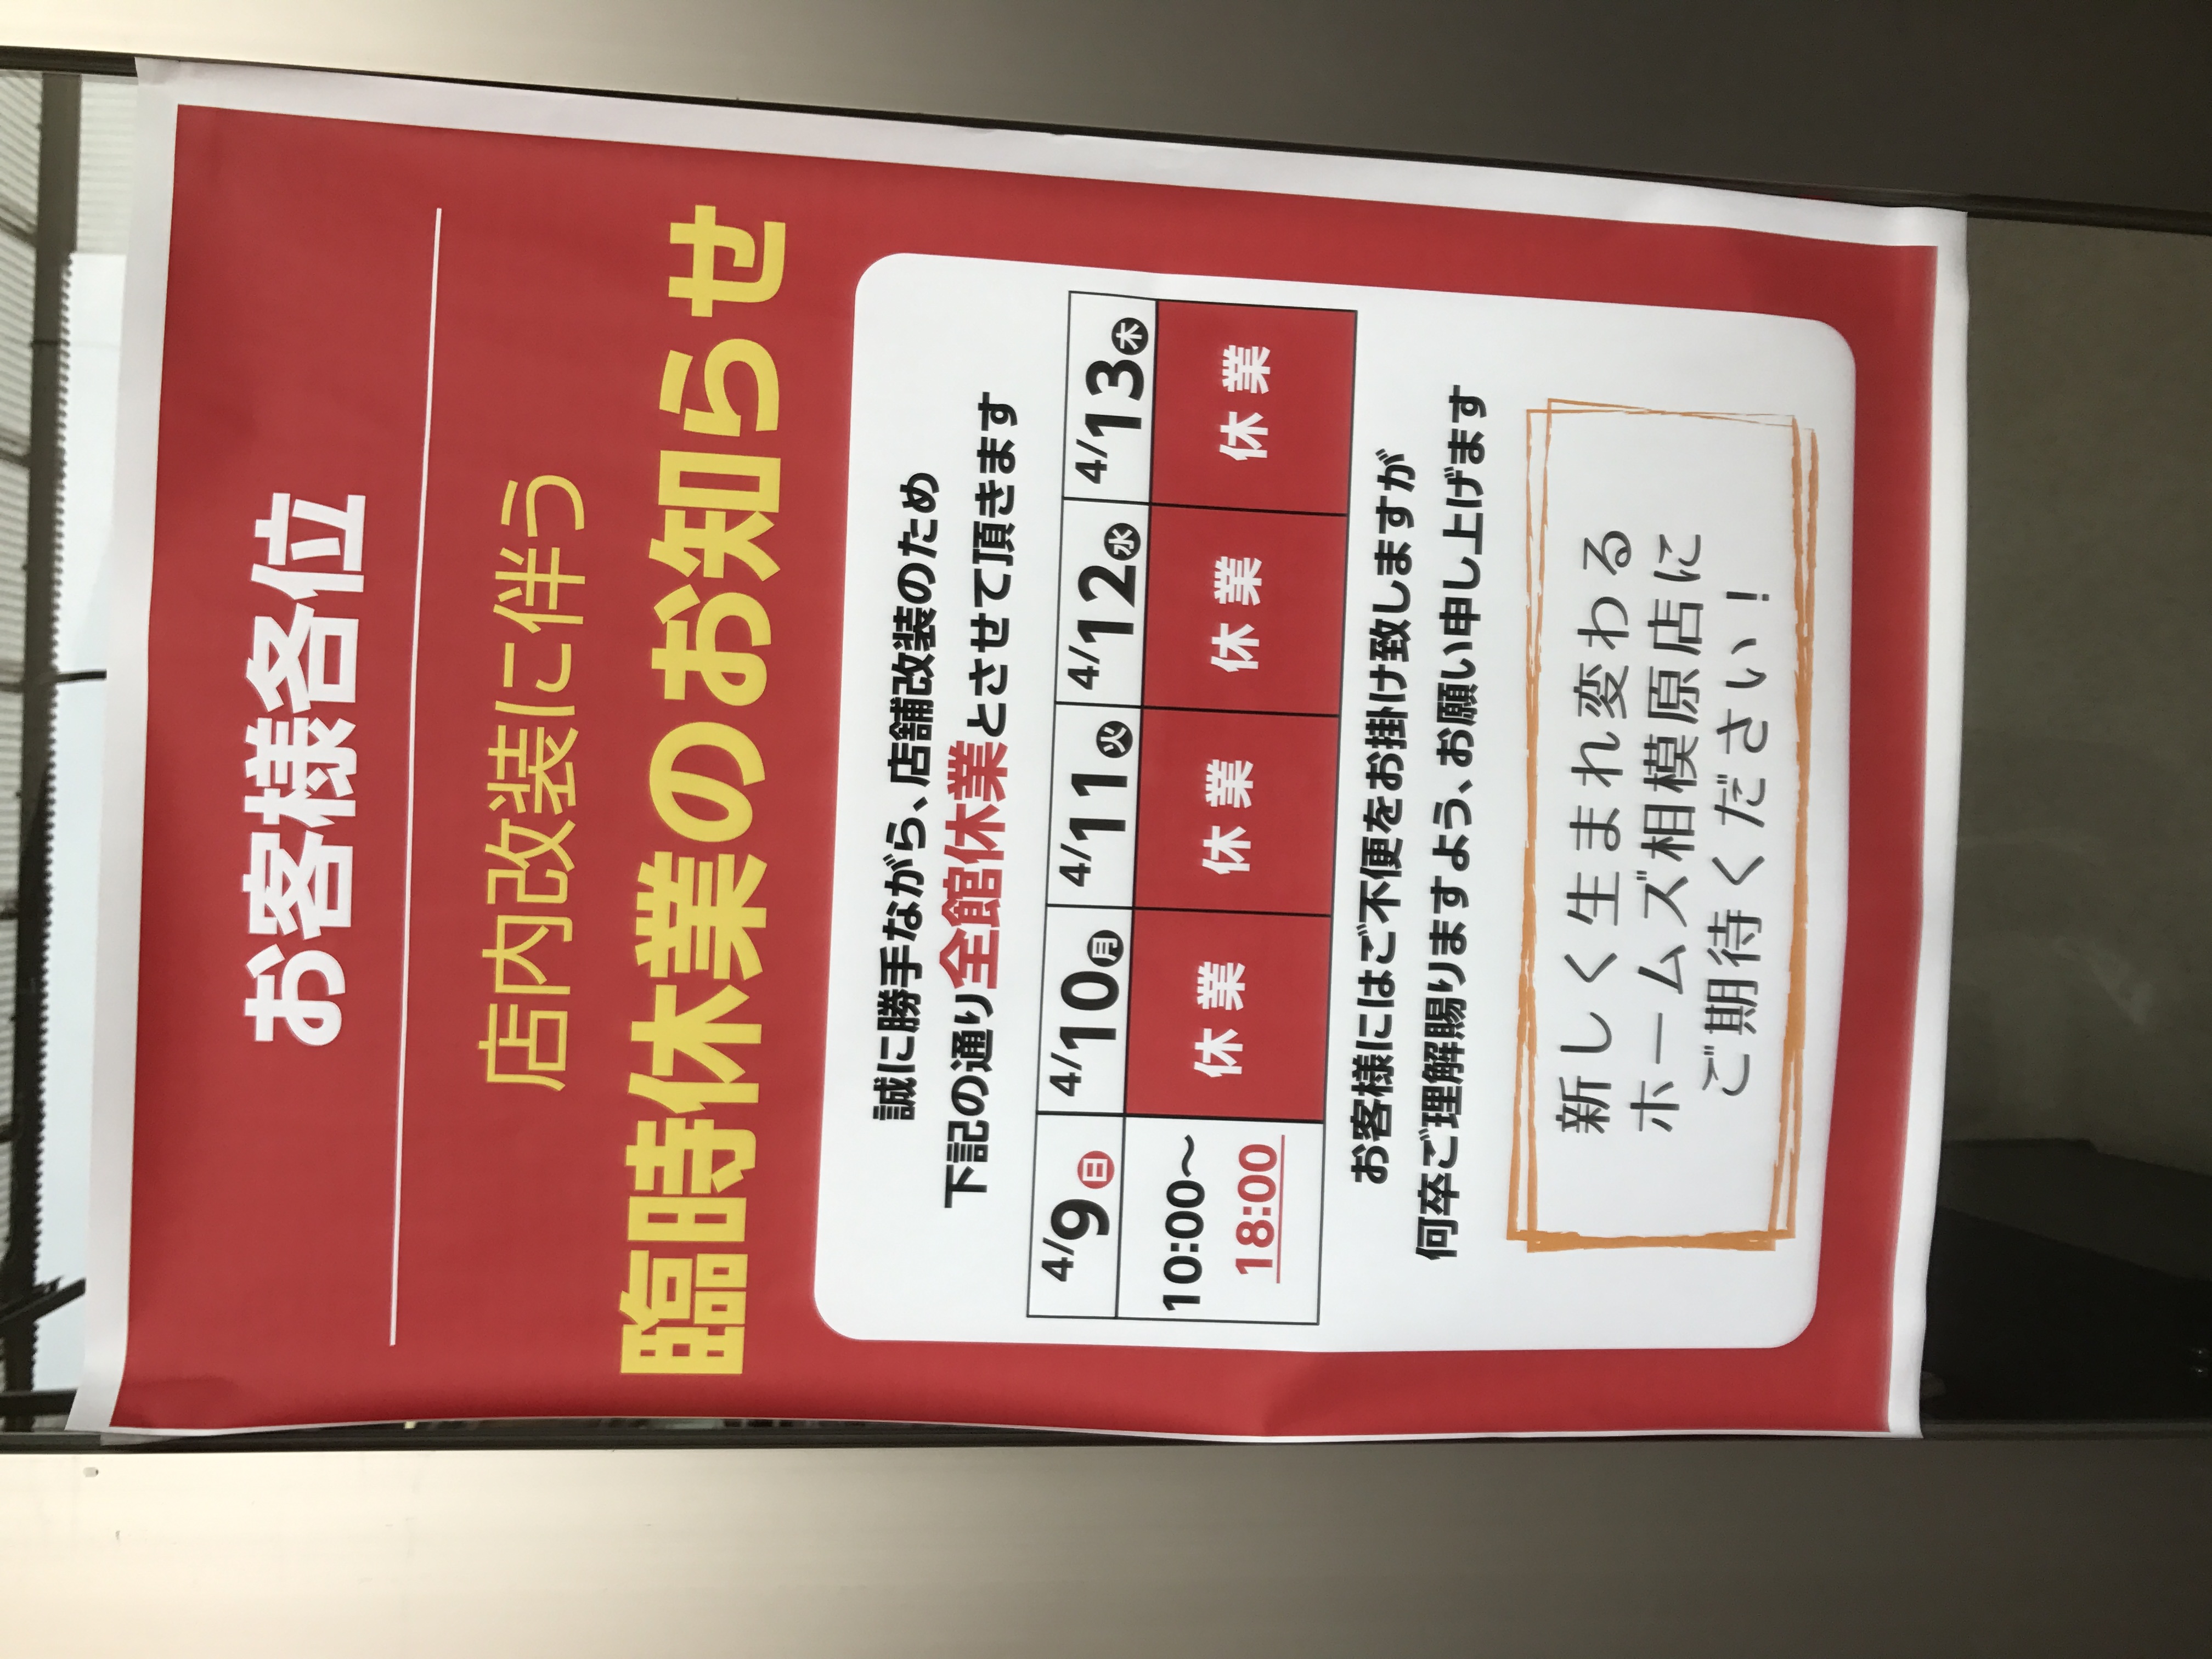 お客様各位
店内改装に伴う
臨時休業のお知らせ
誠に勝手ながら、店舗改装のため
下記の通り全館休業とさせて頂きます
4/9日 4/10月 4/11火 4/12水 4/13木
10:00〜 休業 休業 休業 休業
18:00
お客様にはご不便をお掛け致しますが
何卒ご理解賜りますよう、お願い申し上げます
新しく生まれ変わる
ホームズ相模原店に
ご期待ください！